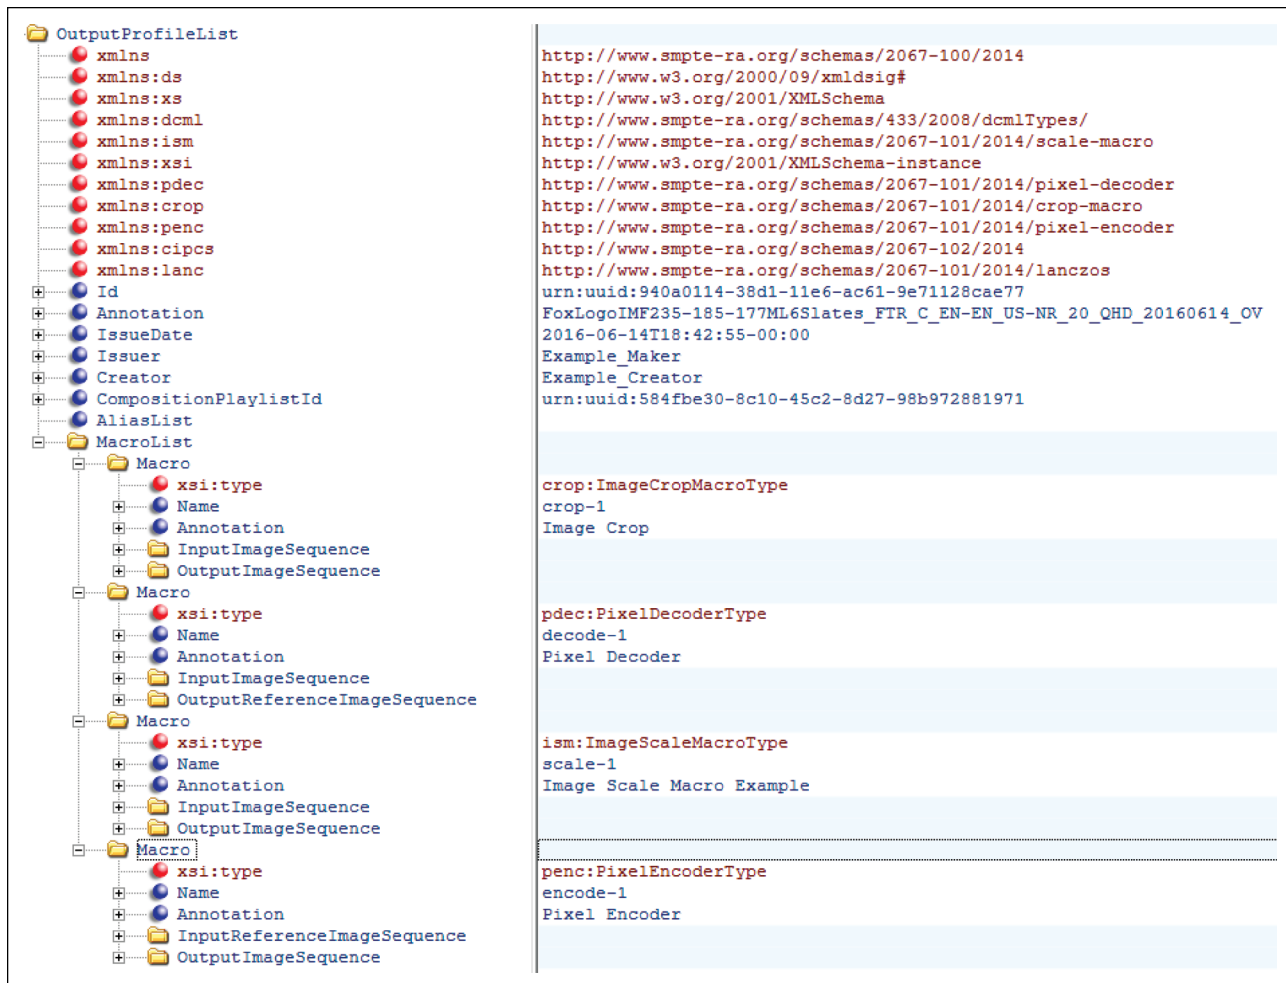 OutputProfileList
xmlns http://www.smpte-ra.org/schemas/2067-100/2014
xmlns:ds http://www.w3.org/2000/09/xmldsig#
xmlns:xs http://www.w3.org/2001/XMLSchema
xmlns:dcml http://www.smpte-ra.org/schemas/433/2008/dcmlTypes/
xmlns:ism http://www.smpte-ra.org/schemas/2067-101/2014/scale-macro
xmlns:xsi http://www.w3.org/2001/XMLSchema-instance
xmlns:pdec http://www.smpte-ra.org/schemas/2067-101/2014/pixel-decoder
xmlns:crop http://www.smpte-ra.org/schemas/2067-101/2014/crop-macro
xmlns:penc http://www.smpte-ra.org/schemas/2067-101/2014/pixel-encoder
xmlns:cipcs http://www.smpte-ra.org/schemas/2067-102/2014
xmlns:lanc http://www.smpte-ra.org/schemas/2067-101/2014/lanczos
Id urn:uuid:940a0114-38d1-11e6-ac61-9e71128cae77
Annotation FoxLogoIMF235-185-177ML6Slates_FTR_C_EN-EN_US-NR_20_QHD_20160614_OV
IssueDate 2016-06-14T18:42:55-00:00
Issuer Example_Maker
Creator Example_Creator
CompositionPlaylistId urn:uuid:584fbe30-8c10-45c2-8d27-98b972881971
AliasList
MacroList
Macro
xsi:type crop:ImageCropMacroType
Name crop-1
Annotation Image Crop
InputImageSequence
OutputImageSequence
Macro
xsi:type pdec:PixelDecoderType
Name decode-1
Annotation Pixel Decoder
InputImageSequence
OutputReferenceImageSequence
Macro
xsi:type ism:ImageScaleMacroType
Name scale-1
Annotation Image Scale Macro Example
InputImageSequence
OutputImageSequence
Macro
xsi:type penc:PixelEncoderType
Name encode-1
Annotation Pixel Encoder
InputReferenceImageSequence
OutputImageSequence